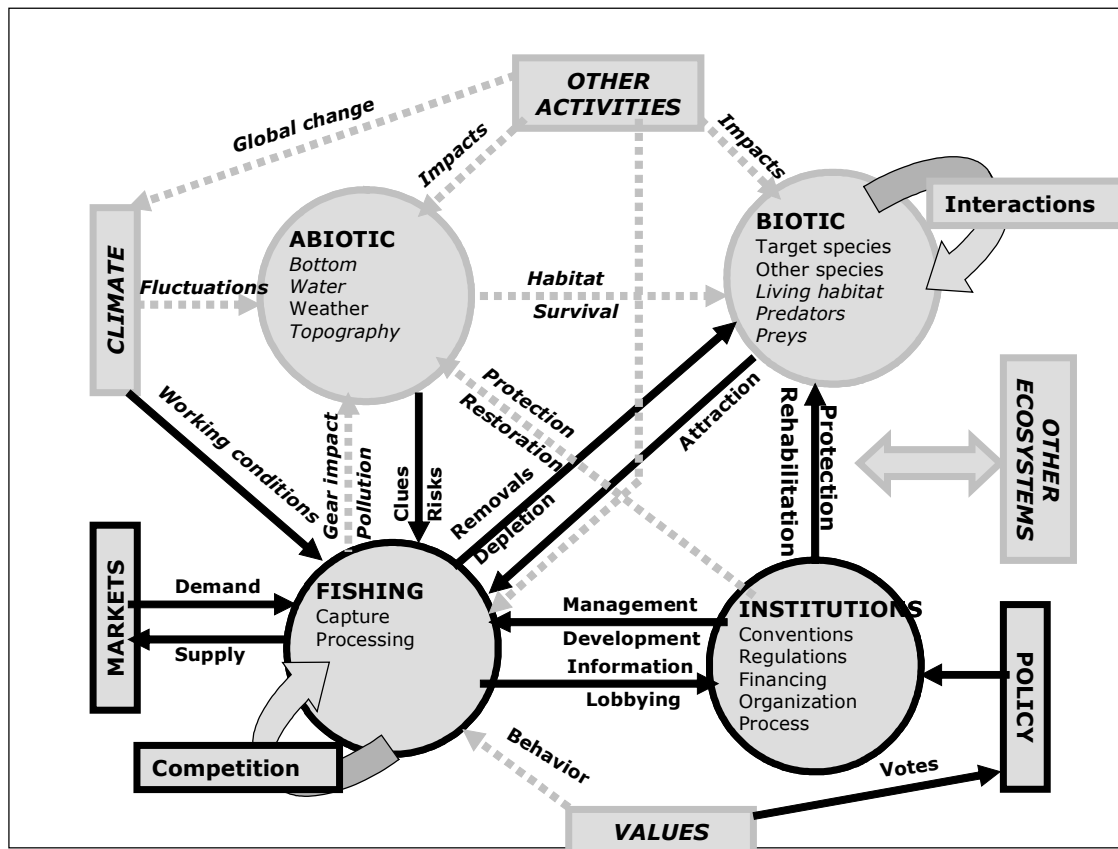 OTHER
ACTIVITIES
Global change
Impacts
Impacts
Interactions
BIOTIC
Target species
Other species
Living habitat
Predators
Preys
ABIOTIC
Bottom
Water
Weather
Topography
CLIMATE
Fluctuations
Habitat
Survival
Protection
Restoration
Attraction
Rehabilitation
Protection
OTHER
ECOSYSTEMS
Working conditions
Gear impact
Pollution
Clues
Risks
Removals
Depletion
MARKETS
Demand
Supply
FISHING
Capture
Processing
Management
Development
Information
Lobbying
INSTITUTIONS
Conventions
Regulations
Financing
Organization
Process
POLICY
Competition
Behavior
Votes
VALUES